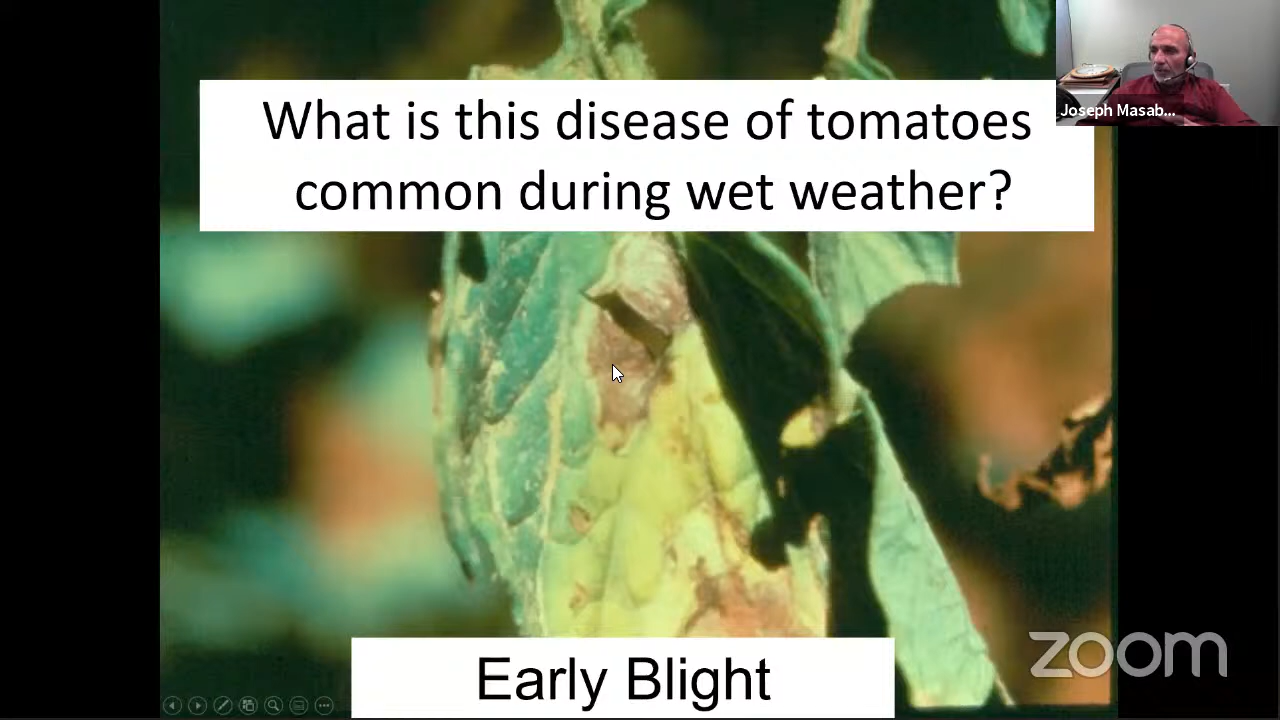 What is this disease of tomatoes
common during wet weather?
Joseph Masab...
Early Blight
zoom